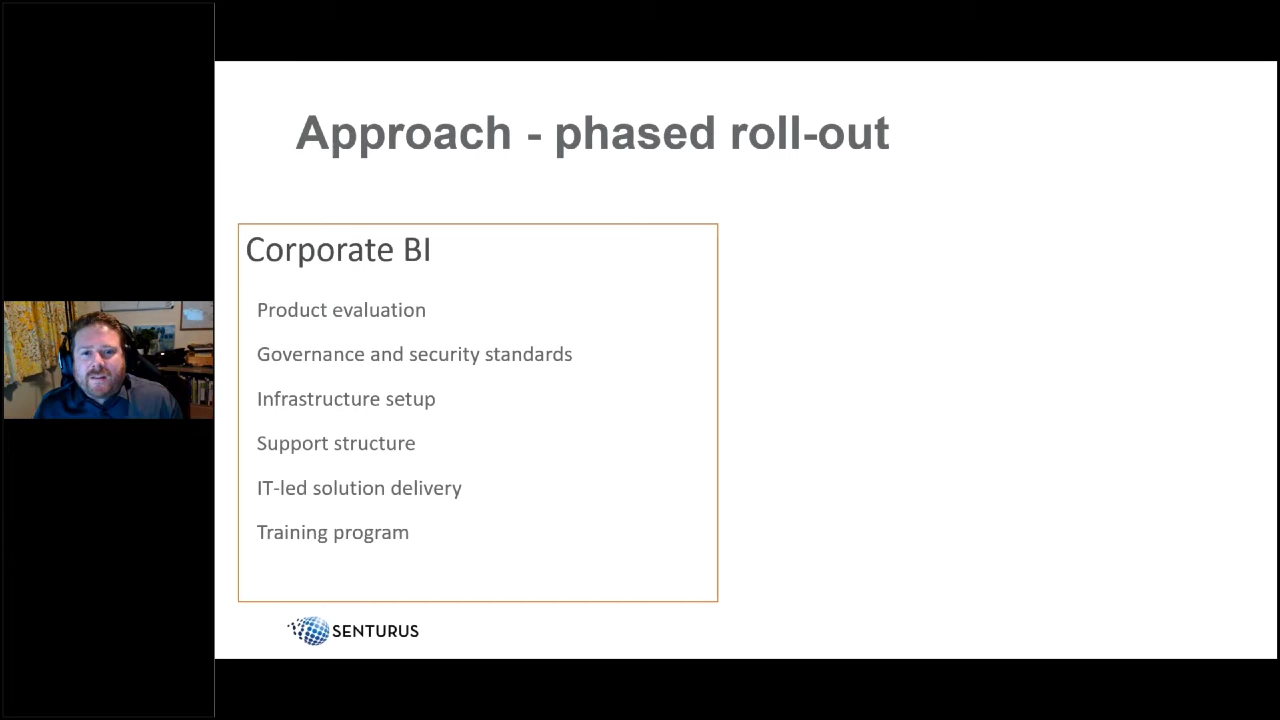 Approach - phased roll-out
Corporate BI
Product evaluation
Governance and security standards
Infrastructure setup
Support structure
IT-led solution delivery
Training program
SENTURUS